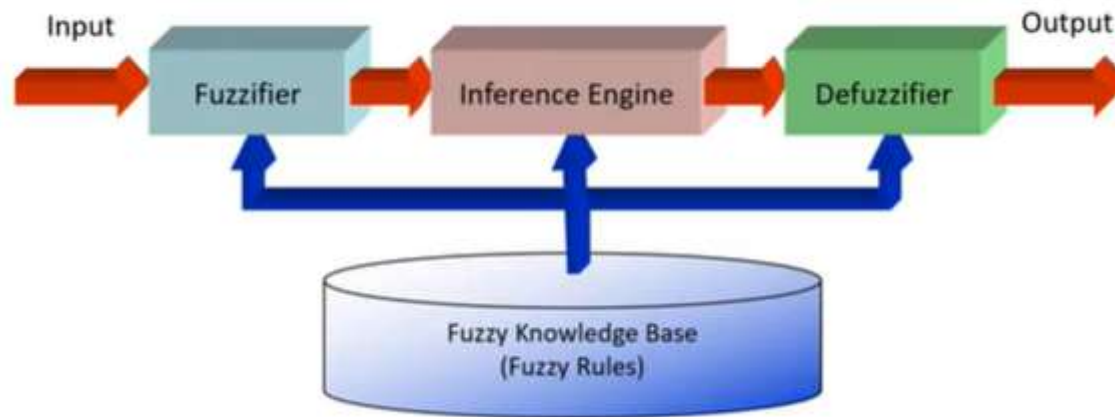 Input
Output
Fuzzifier
Inference Engine
Defuzzifier
Fuzzy Knowledge Base
(Fuzzy Rules)